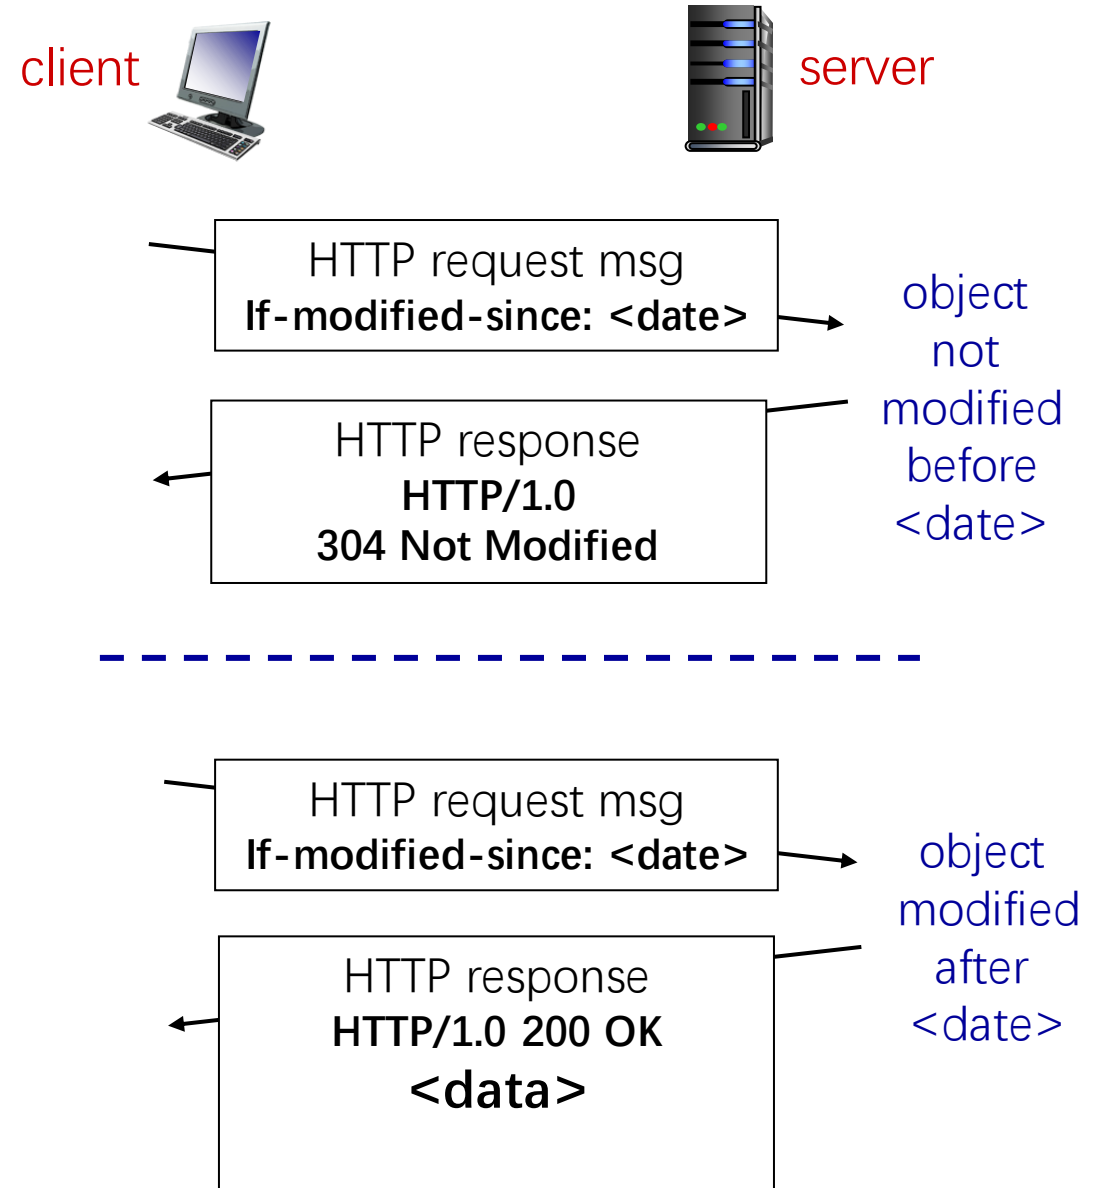 client
server
HTTP request msg
If-modified-since: <date>
object
not
modified
before
<date>
HTTP response
HTTP/1.0
304 Not Modified
HTTP request msg
If-modified-since: <date>
object
modified
after
<date>
HTTP response
HTTP/1.0 200 OK
<data>